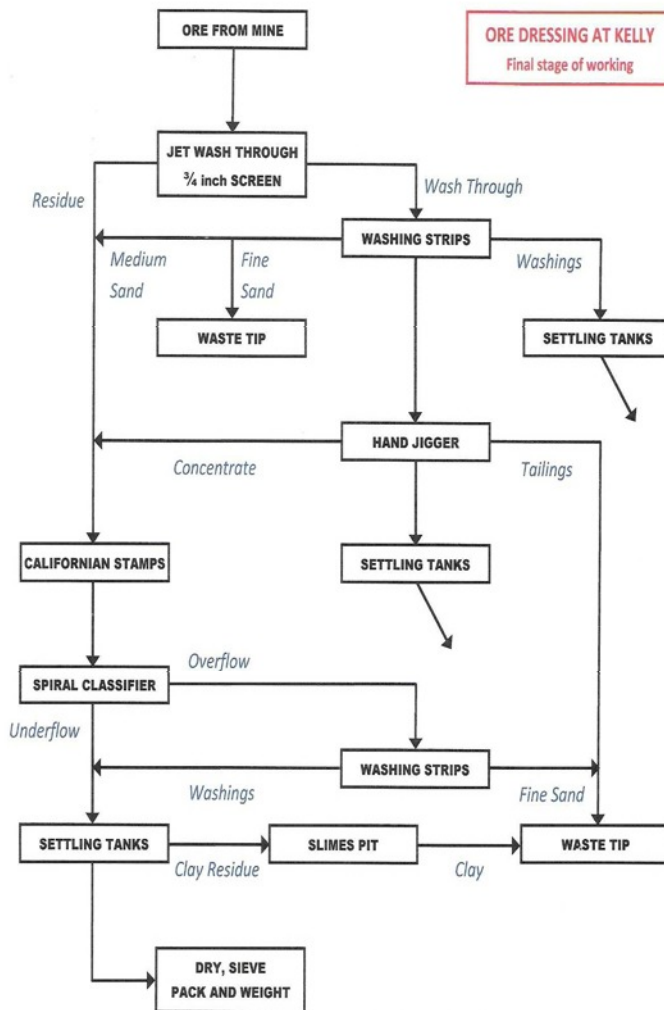 ORE FROM MINE
ORE DRESSING AT KELLY
Final stage of working
JET WASH THROUGH
¾ inch SCREEN
Residue
Wash Through
WASHING STRIPS
Medium
Sand
Fine
Sand
Washings
WASTE TIP
SETTLING TANKS
HAND JIGGER
Concentrate
Tailings
CALIFORNIAN STAMPS
SETTLING TANKS
Overflow
SPIRAL CLASSIFIER
Underflow
WASHING STRIPS
Washings
Fine Sand
SETTLING TANKS
SLIMES PIT
WASTE TIP
Clay Residue
Clay
DRY, SIEVE
PACK AND WEIGHT